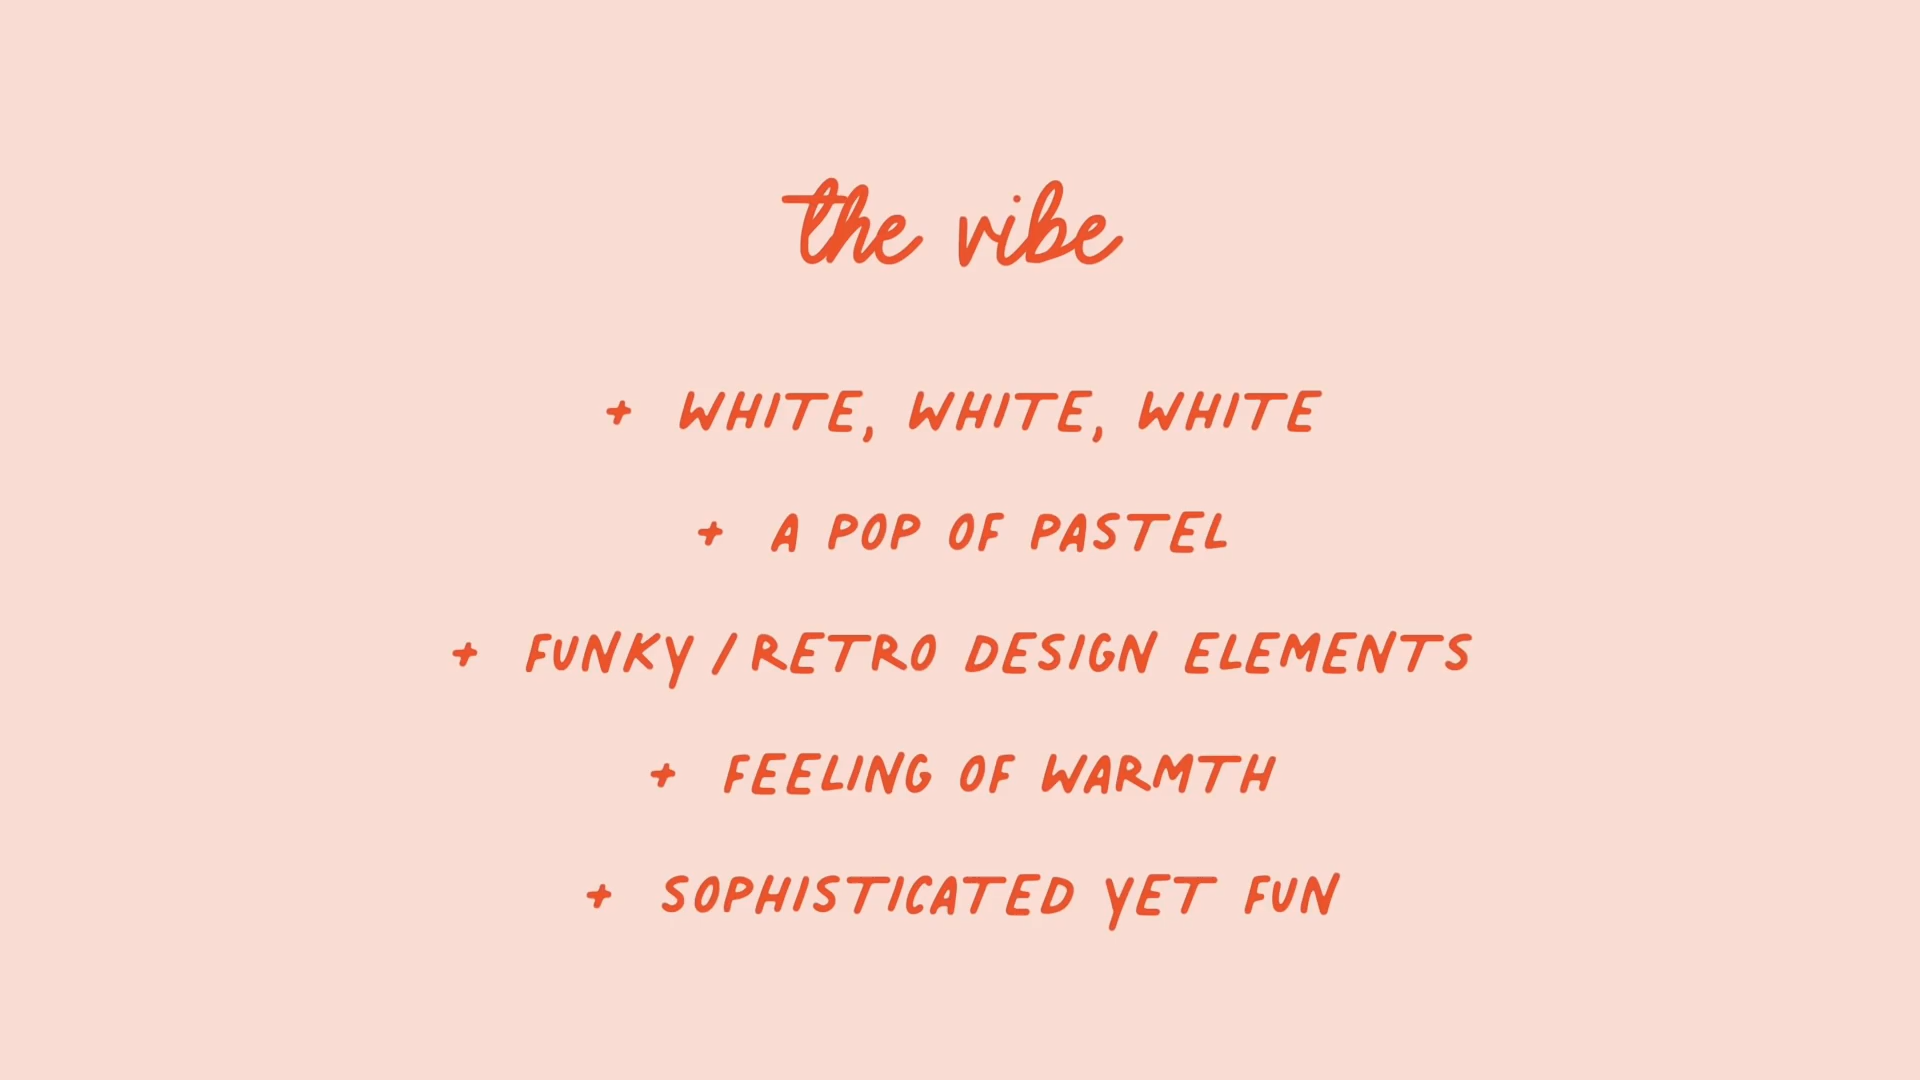 the vibe
+ WHITE, WHITE, WHITE
+ A POP OF PASTEL
+ FUNKY/RETRO DESIGN ELEMENTS
+ FEELING OF WARMTH
+ SOPHISTICATED YET FUN